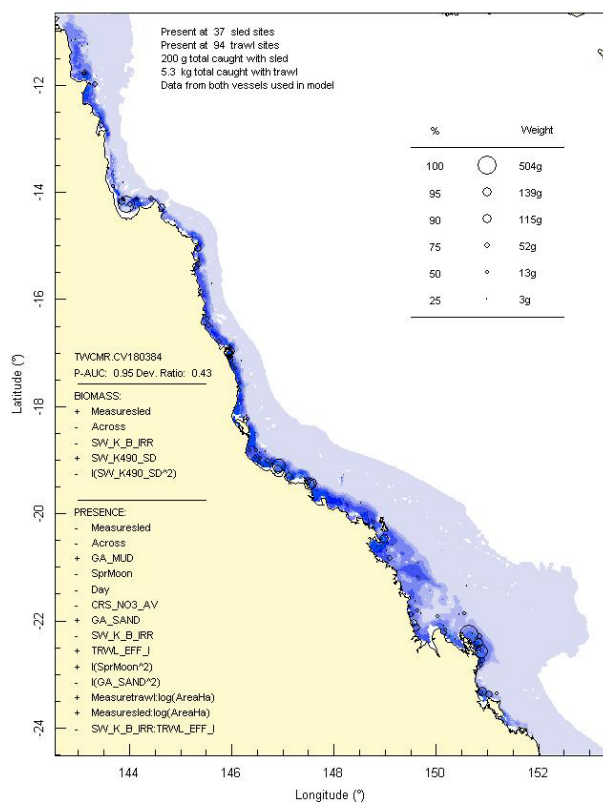 Present at 37 sled sites
Present at 94 trawl sites
200 g total caught with sled
5.3 kg total caught with trawl
Data from both vessels used in model
% Weight
100 504g
95 139g
90 115g
75 52g
50 13g
25 3g
TWCMR.CV180384
P-AUC: 0.95 Dev. Ratio: 0.43
BIOMASS:
+ Measuresled
- Across
- SW_K_B_IRR
+ SW_K490_SD
- I(SW_K490_SD^2)
PRESENCE:
- Measuresled
- Across
+ GA_MUD
- SprMoon
- Day
- CRS_NO3_AV
+ GA_SAND
- SW_K_B_IRR
+ TRWL_EFF_I
+ I(SprMoon^2)
- I(GA_SAND^2)
+ Measuretrawl:log(AreaHa)
+ Measuresled:log(AreaHa)
- SW_K_B_IRR:TRWL_EFF_I
Latitude (°)
-12
-14
-16
-18
-20
-22
-24
144 146 148 150 152
Longitude (°)